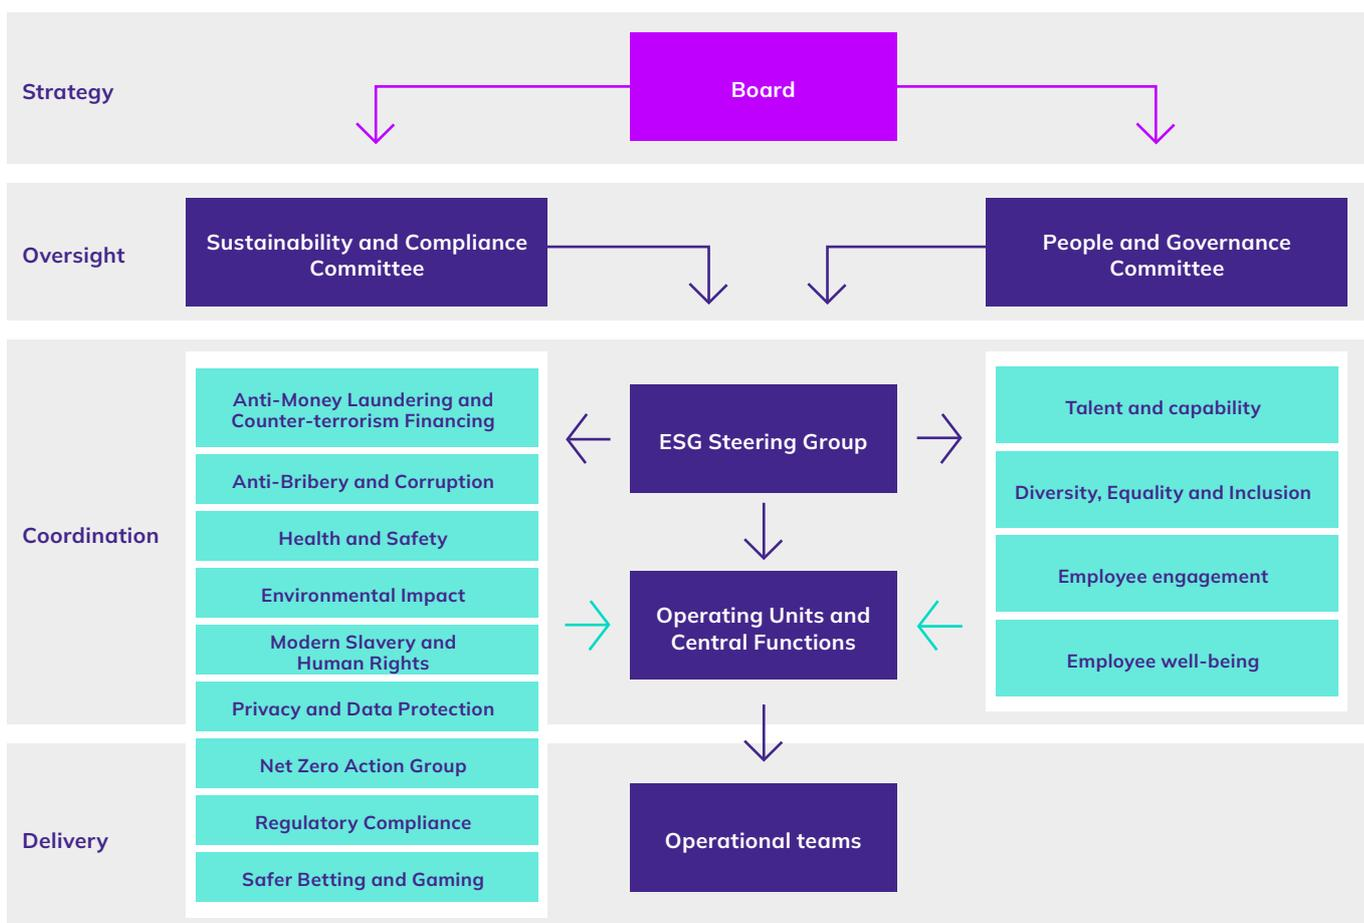 Strategy
Board
Oversight
Sustainability and Compliance
Committee
People and Governance
Committee
Coordination
Anti-Money Laundering and
Counter-terrorism Financing
Anti-Bribery and Corruption
Health and Safety
Environmental Impact
Modern Slavery and
Human Rights
Privacy and Data Protection
Net Zero Action Group
Regulatory Compliance
Safer Betting and Gaming
ESG Steering Group
Operating Units and
Central Functions
Talent and capability
Diversity, Equality and Inclusion
Employee engagement
Employee well-being
Delivery
Operational teams